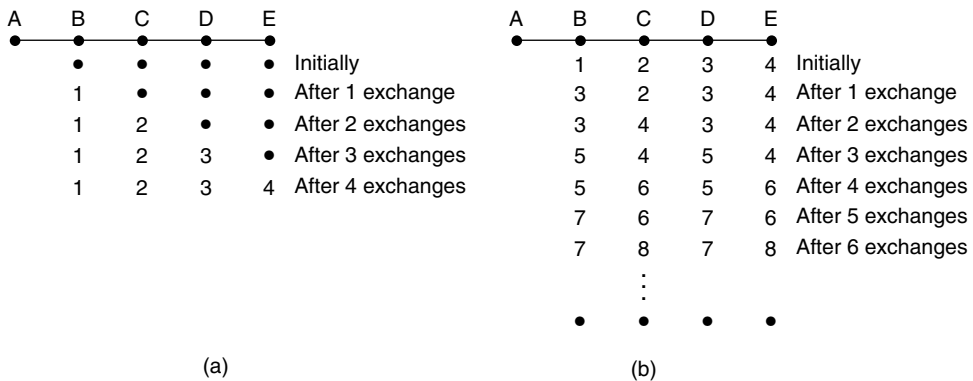 A B C D E
Initially
1 After 1 exchange
1 2 After 2 exchanges
1 2 3 After 3 exchanges
1 2 3 4 After 4 exchanges
(a)
A B C D E
1 2 3 4 Initially
3 2 3 4 After 1 exchange
3 4 3 4 After 2 exchanges
5 4 5 4 After 3 exchanges
5 6 5 6 After 4 exchanges
7 6 7 6 After 5 exchanges
7 8 7 8 After 6 exchanges
(b)